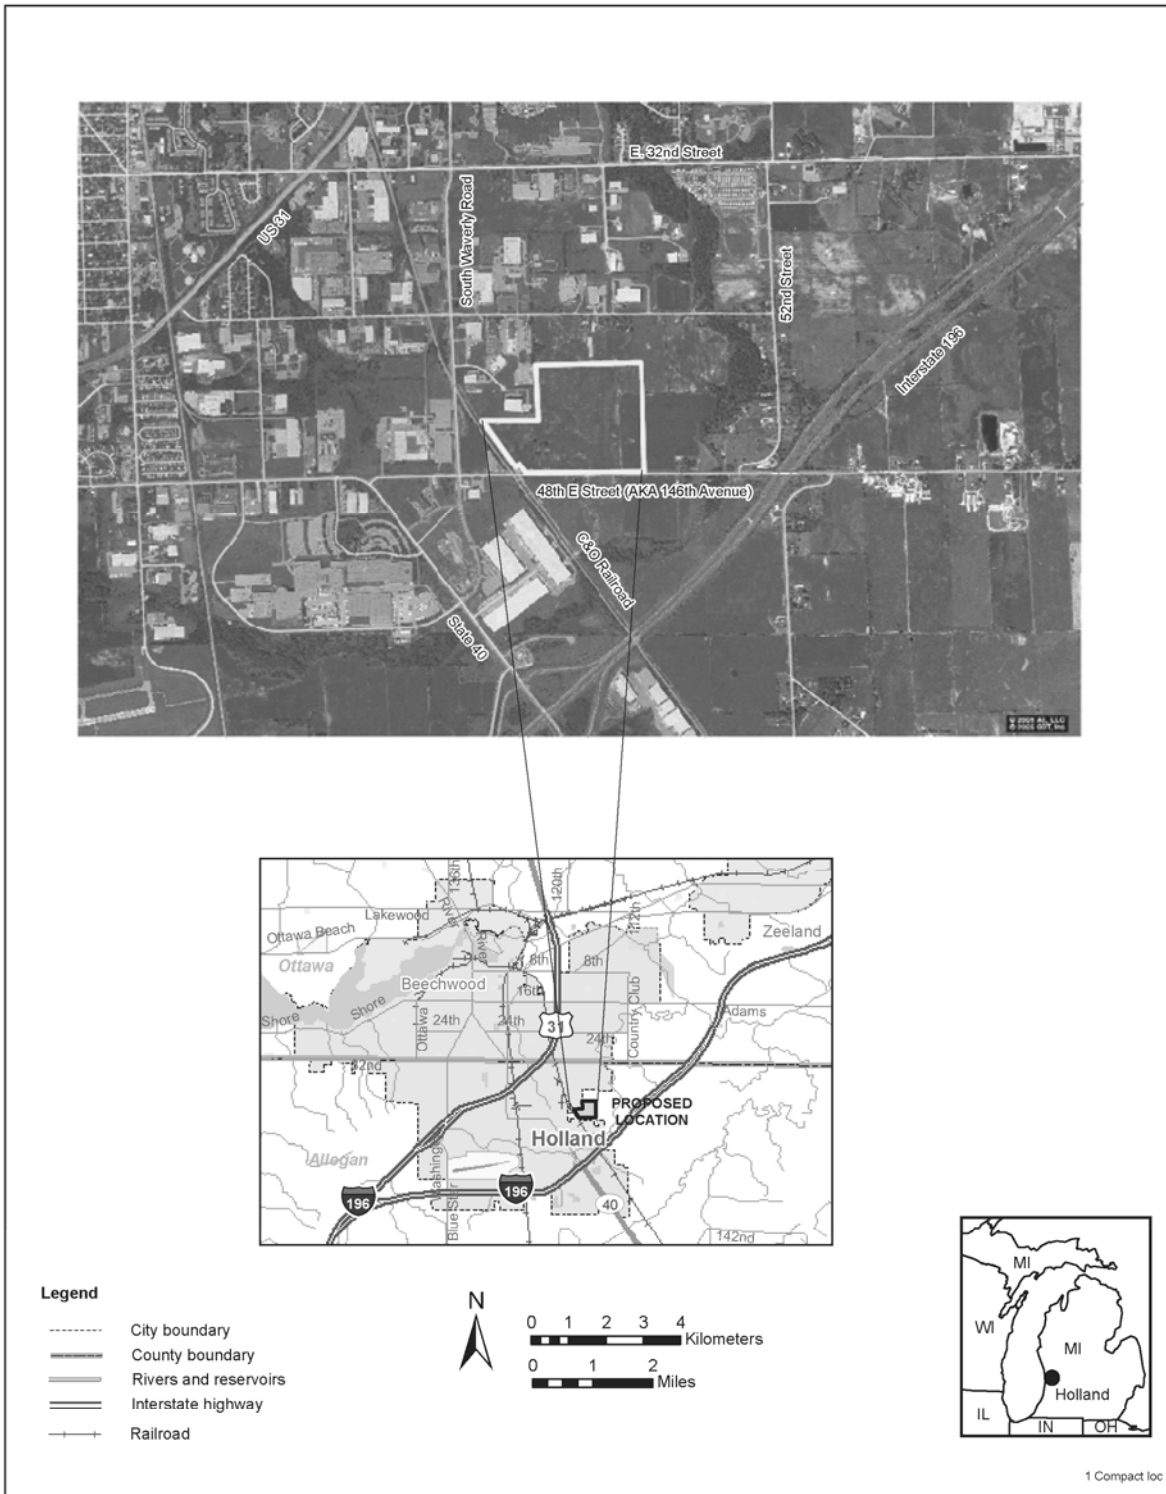 E. 32nd Street
US 31
South Waverly Road
52nd Street
Interstate 196
48th E Street (AKA 146th Avenue)
C&O Railroad
State 40
136th
120th
112th
Lakewood
River
Ottawa Beach
Zeeland
River
8th
8th
Ottawa
Beechwood
16th
Country Club
Shore
Shore
Ottawa
24th
24th
31
24th
Adams
32nd
PROPOSED
LOCATION
Holland
Allegan
196
196
Blue Star
40
142nd
Legend
City boundary
County boundary
Rivers and reservoirs
Interstate highway
Railroad
N
0 1 2 3 4
Kilometers
0 1 2
Miles
MI
WI
MI
Holland
IL
IN
OH
1 Compact loc